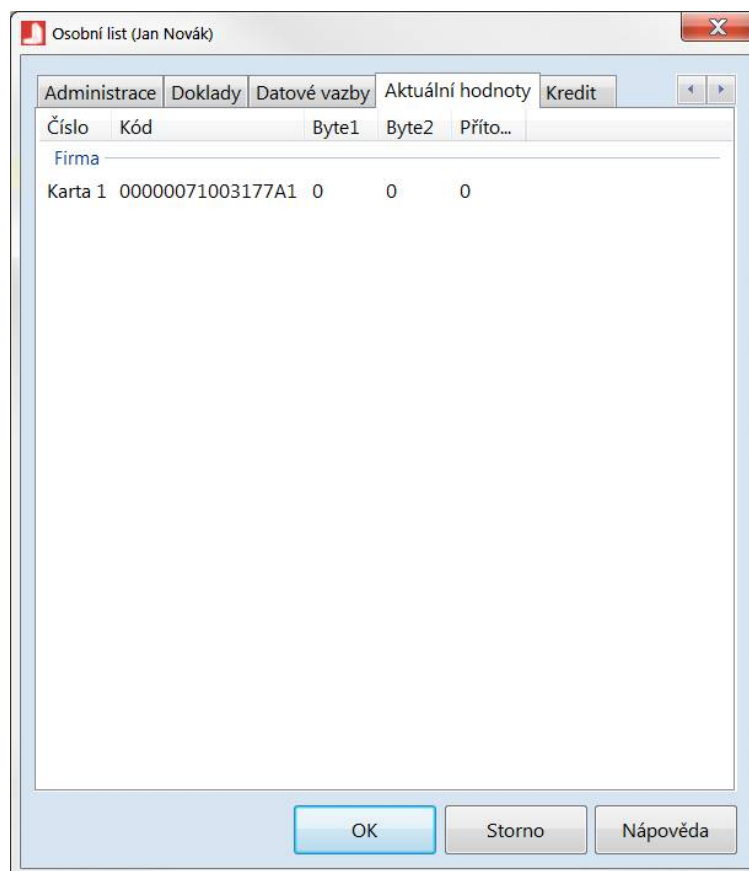 Osobní list (Jan Novák)
Administrace Doklady Datové vazby Aktuální hodnoty Kredit
Číslo Kód Byte1 Byte2 Příto...
Firma
Karta 1 00000071003177A1 0 0 0
OK Storno Nápověda